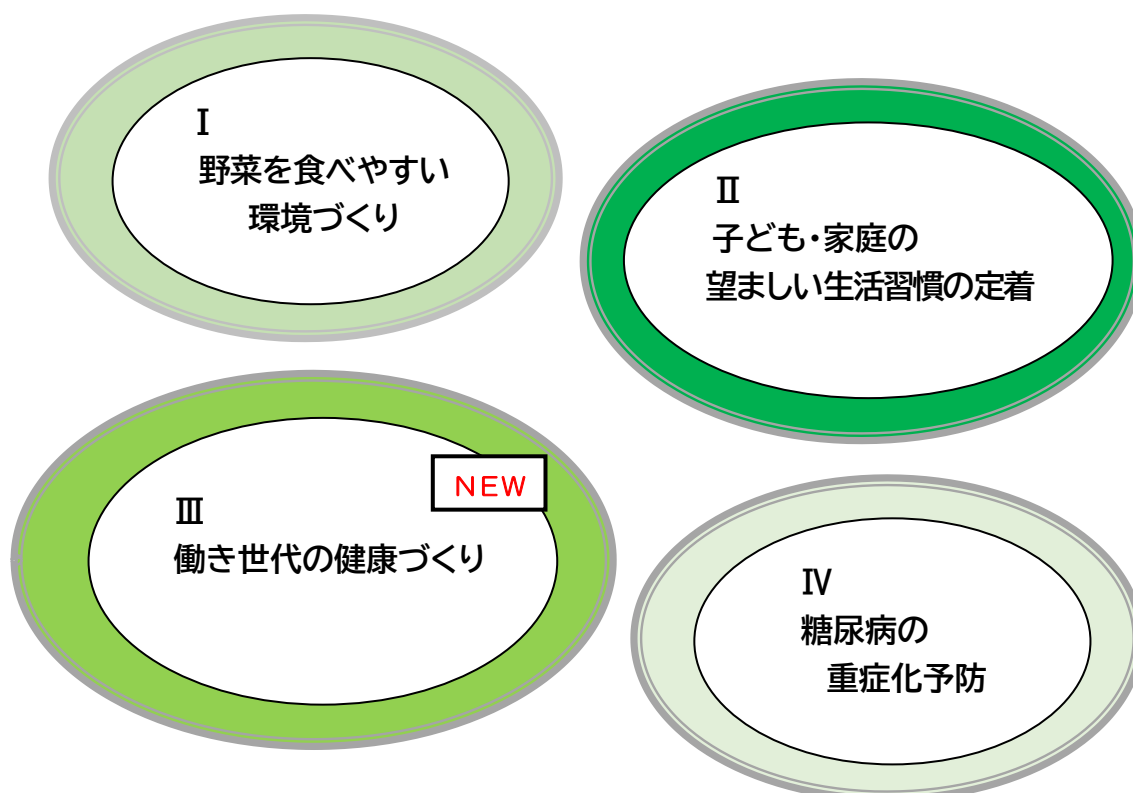 Ⅰ
野菜を食べやすい
環境づくり
Ⅱ
子ども・家庭の
望ましい生活習慣の定着
NEW
Ⅲ
働き世代の健康づくり
Ⅳ
糖尿病の
重症化予防